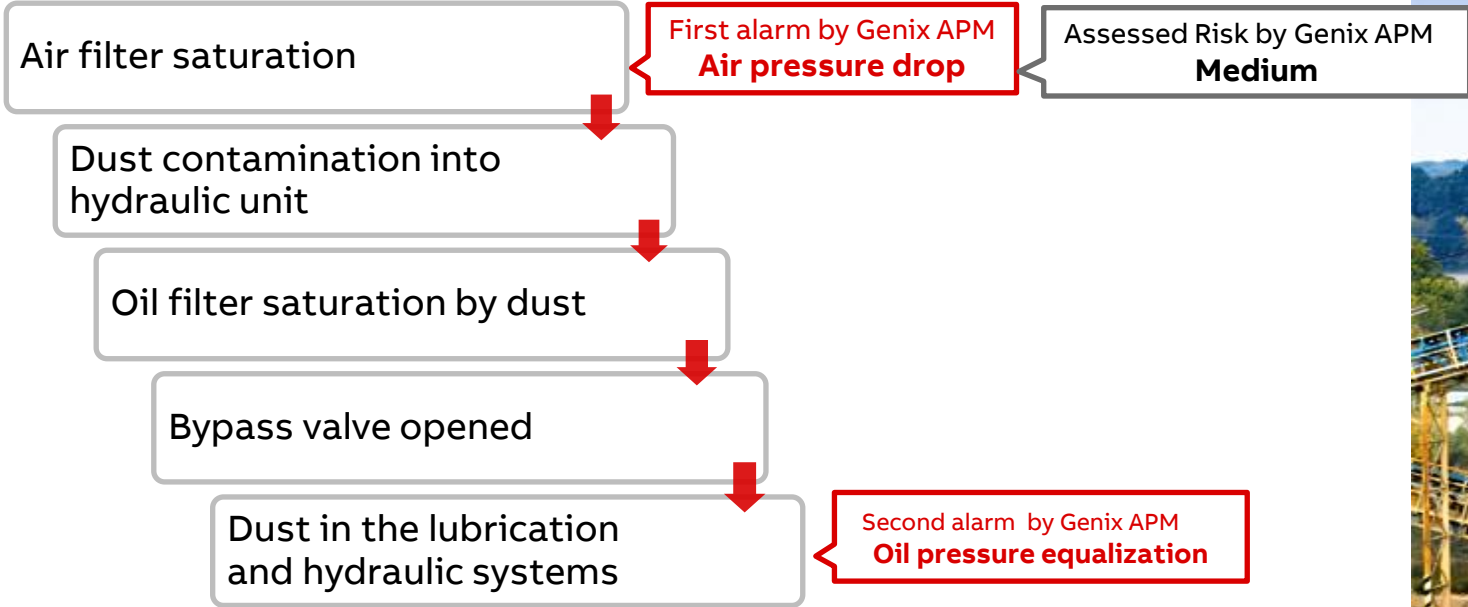 Air filter saturation
First alarm by Genix APM
Air pressure drop
Assessed Risk by Genix APM
Medium
Dust contamination into
hydraulic unit
Oil filter saturation by dust
Bypass valve opened
Dust in the lubrication
and hydraulic systems
Second alarm by Genix APM
Oil pressure equalization